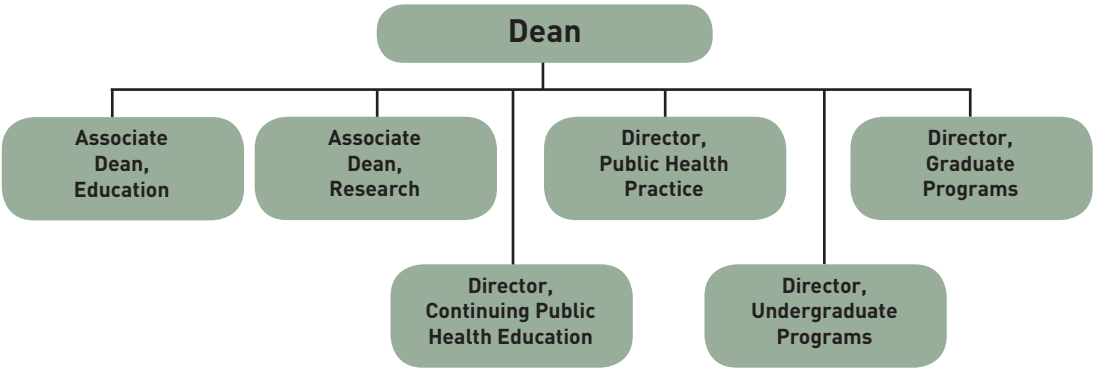 Dean
Associate
Dean,
Education
Associate
Dean,
Research
Director,
Public Health
Practice
Director,
Graduate
Programs
Director,
Continuing Public
Health Education
Director,
Undergraduate
Programs